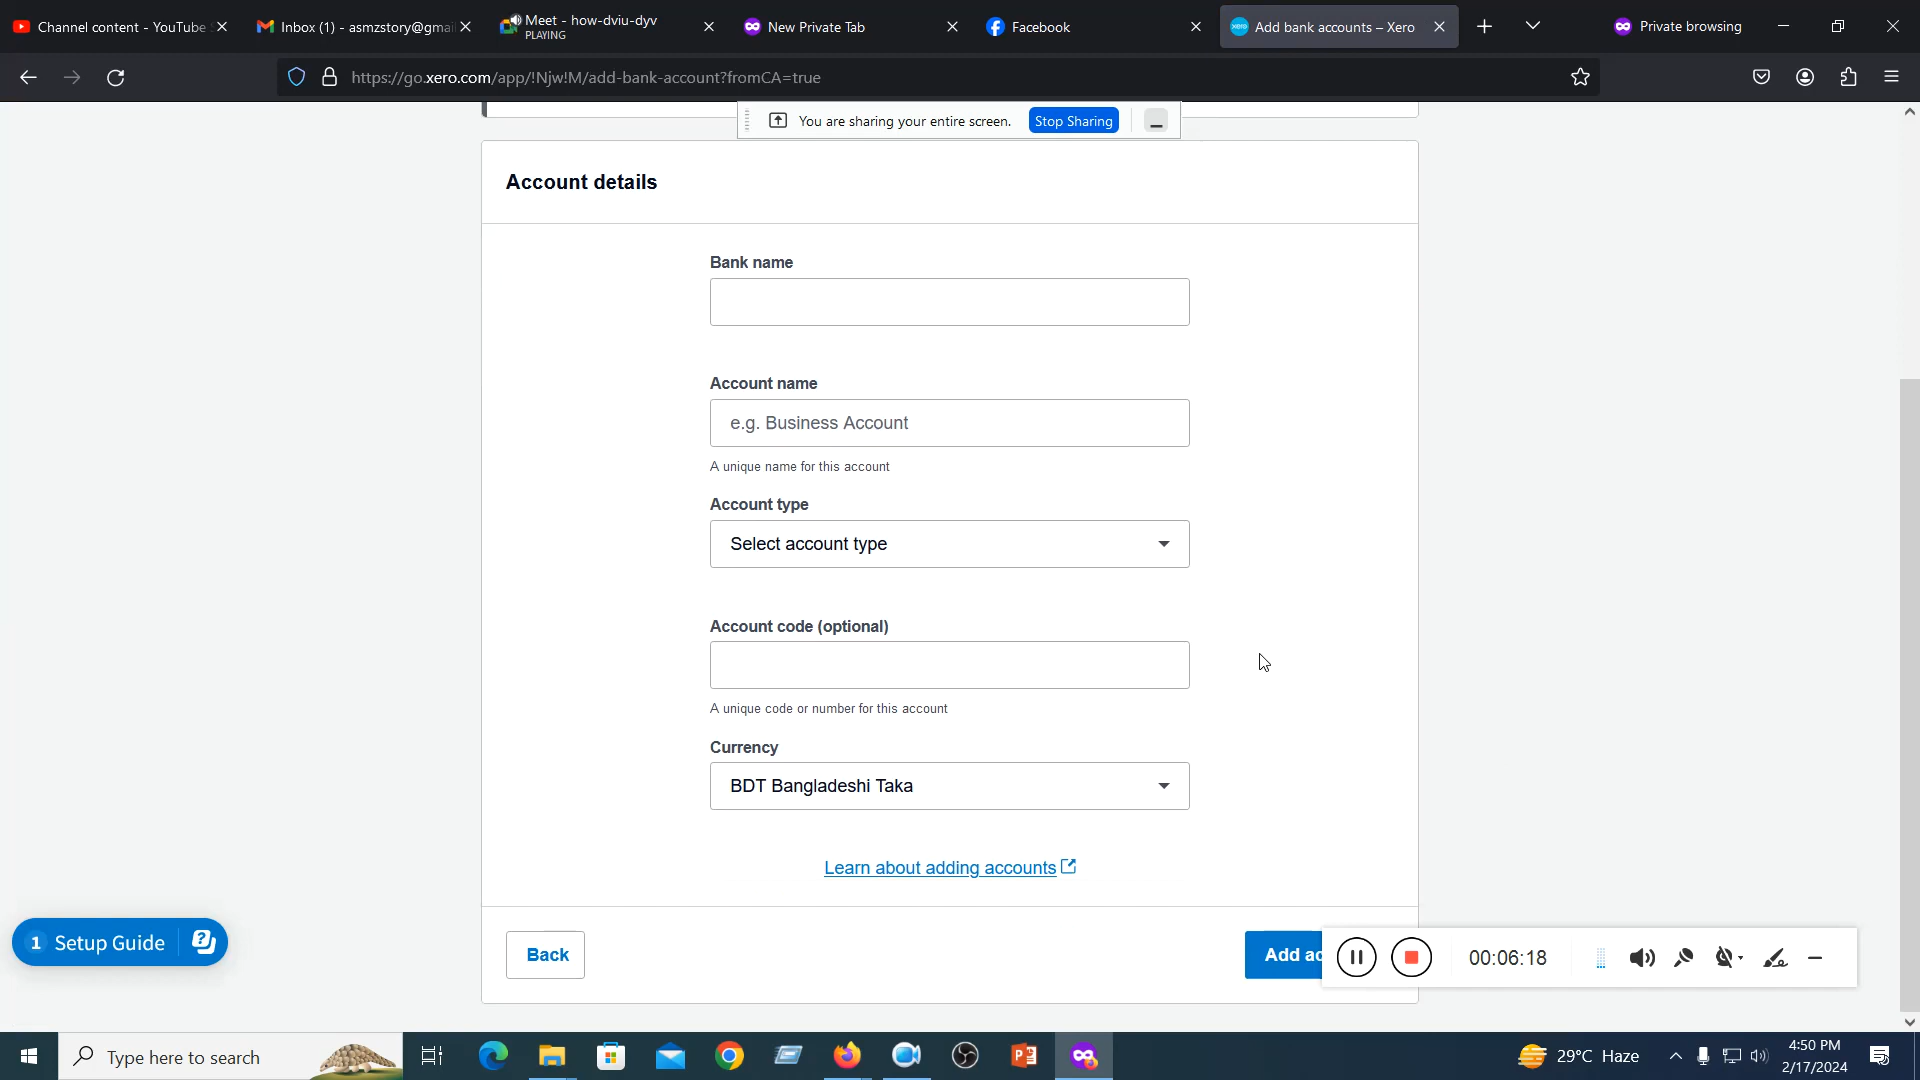 Channel content - YouTube
Inbox (1) - asmzstory@gmai
Meet - how-dviu-dyv
PLAYING
New Private Tab
Facebook
Add bank accounts – Xero
Private browsing
https://go.xero.com/app/!Njw!M/add-bank-account?fromCA=true
You are sharing your entire screen.
Stop Sharing
Account details
Bank name
Account name
e.g. Business Account
A unique name for this account
Account type
Select account type
Account code (optional)
A unique code or number for this account
Currency
BDT Bangladeshi Taka
Learn about adding accounts
1 Setup Guide
Back
Add ac
00:06:18
Type here to search
29°C Haze
4:50 PM
2/17/2024